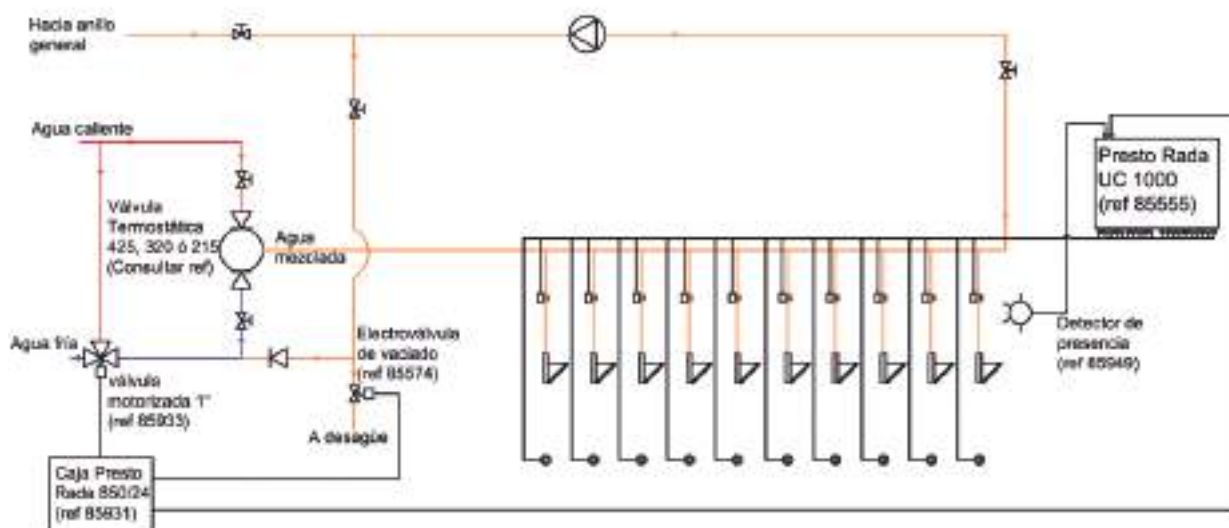 Hacia anillo
general
Agua caliente
Válvula
Termostática
425, 320 ó 215
(Consultar ref)
Agua
mezclada
Presto Rada
UC 1000
(ref 85555)
Agua fría
válvula
motorizada 1"
(ref 85933)
Electroválvula
de vaciado
(ref 85574)
A desagüe
Detector de
presencia
(ref 85949)
Caja Presto
Rada 850/24
(ref 85931)